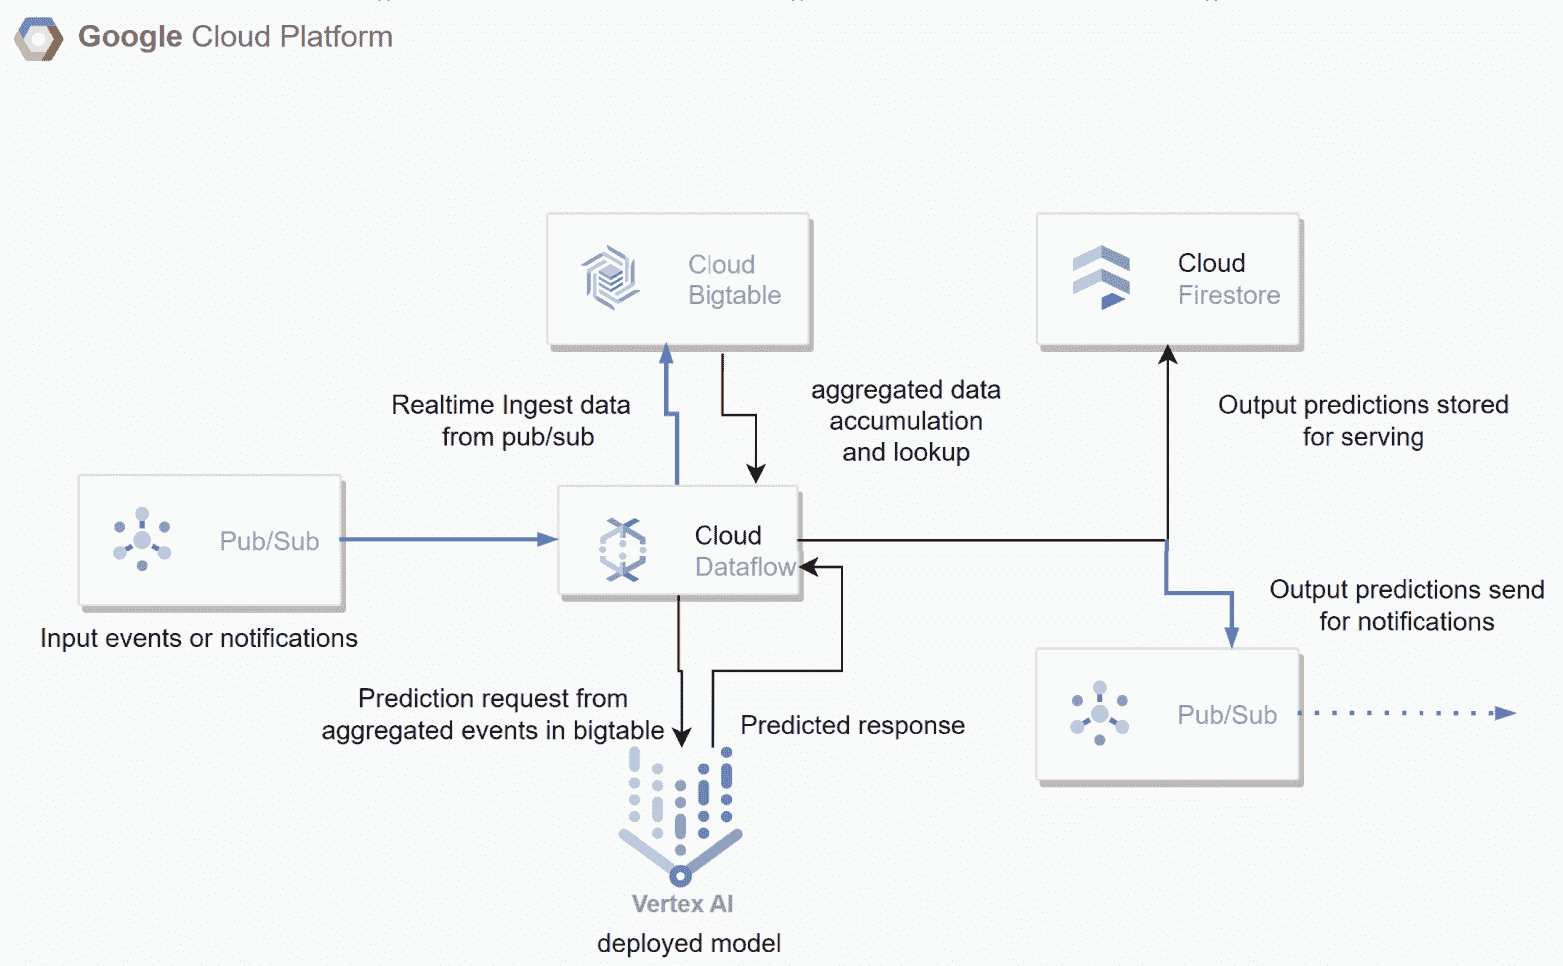 Google Cloud Platform
Cloud
Bigtable
Cloud
Firestore
Realtime Ingest data
from pub/sub
aggregated data
accumulation
and lookup
Output predictions stored
for serving
Pub/Sub
Input events or notifications
Cloud
Dataflow
Output predictions send
for notifications
Prediction request from
aggregated events in bigtable
Predicted response
Pub/Sub
Vertex AI
deployed model